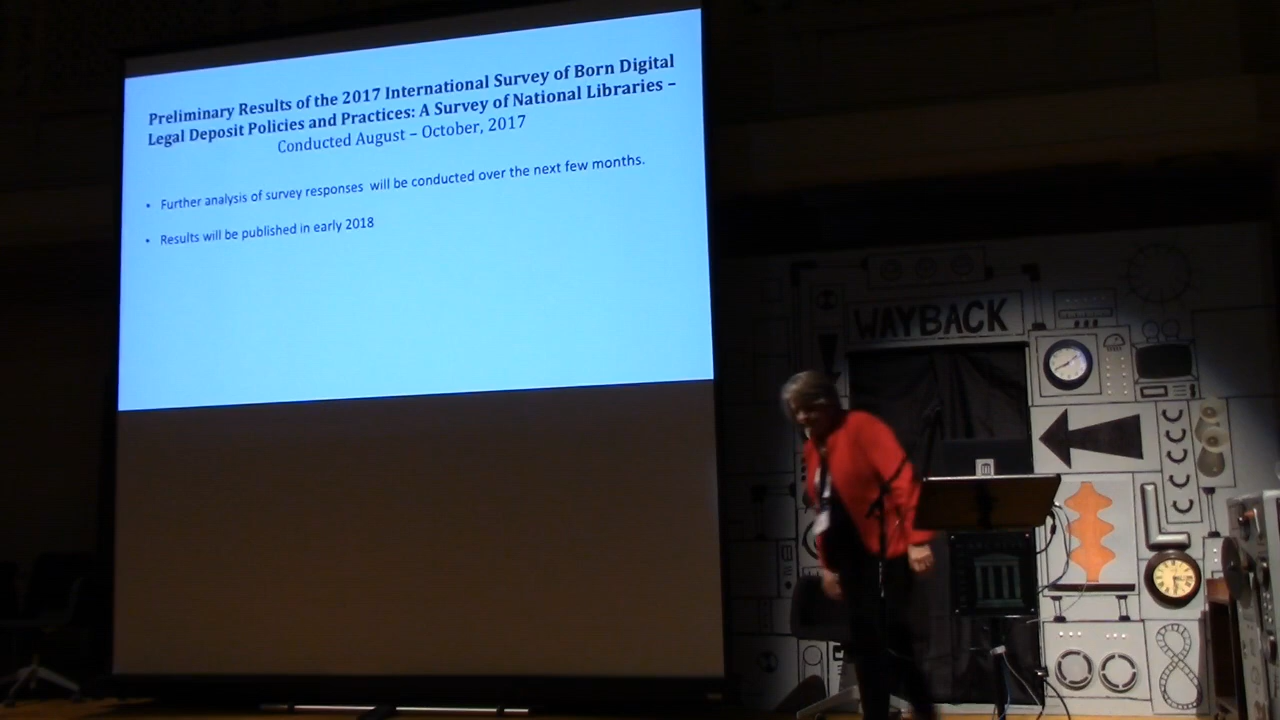 Preliminary Results of the 2017 International Survey of Born Digital
Legal Deposit Policies and Practices: A Survey of National Libraries –
Conducted August – October, 2017
• Further analysis of survey responses will be conducted over the next few months.
• Results will be published in early 2018
WAYBACK